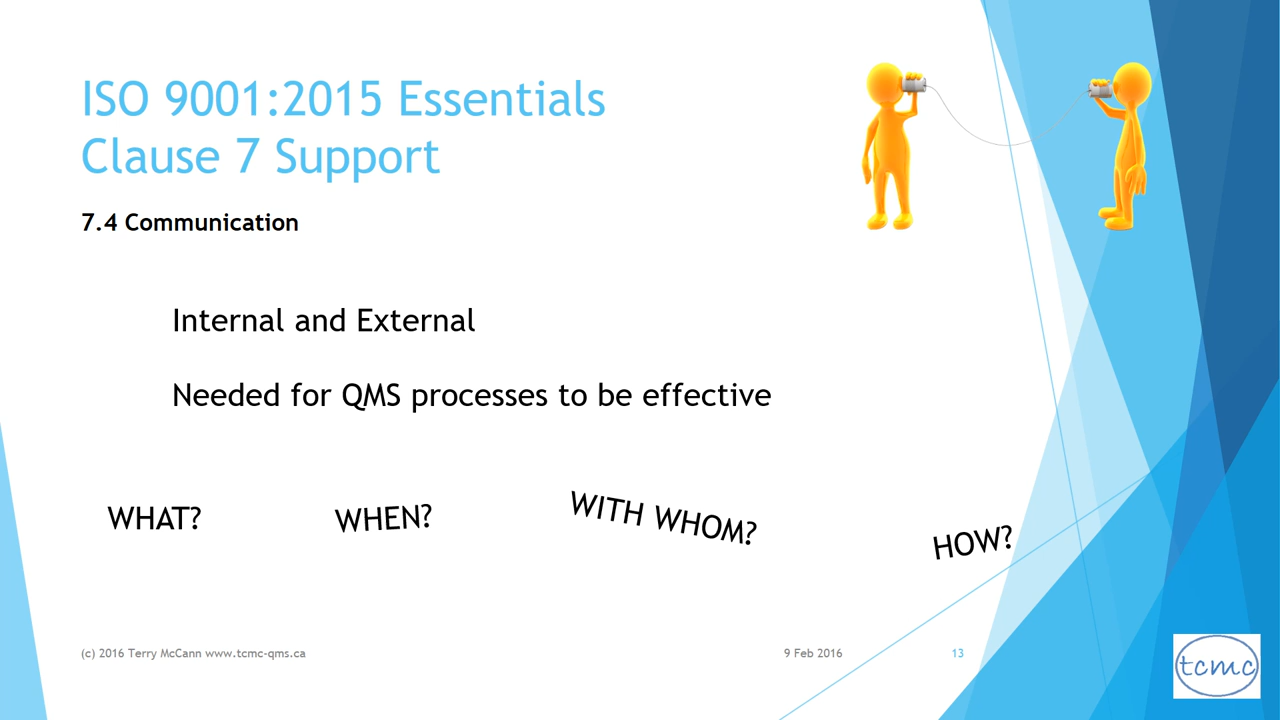 ISO 9001:2015 Essentials
Clause 7 Support
7.4 Communication
Internal and External
Needed for QMS processes to be effective
WHAT?
WHEN?
WITH WHOM?
HOW?
(c) 2016 Terry McCann www.tcmc-qms.ca
9 Feb 2016
13
tcmc